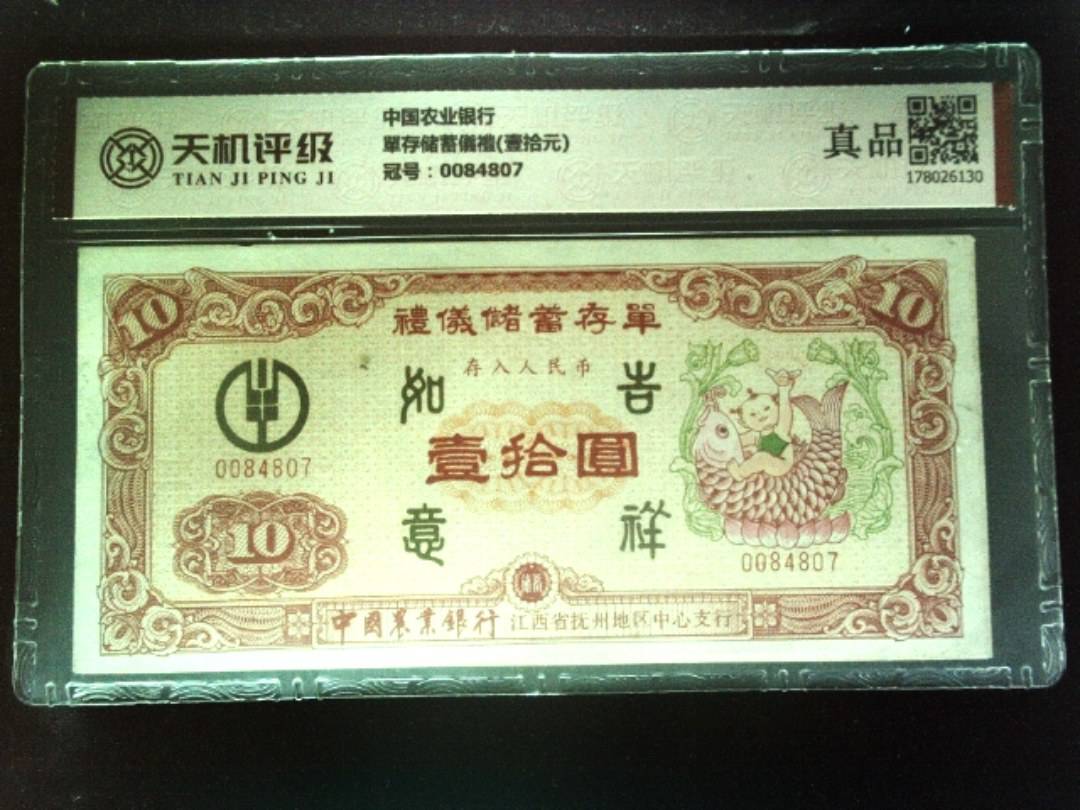 天机评级
TIAN JI PING JI
中国农业银行
單存储蓄儀禮(壹拾元)
冠号：0084807
真品
178026130
10
10
禮儀儲蓄存單
存入人民币
如
吉
壹拾圓
0084807
意
祥
10
0084807
中國農業銀行 江西省抚州地区中心支行